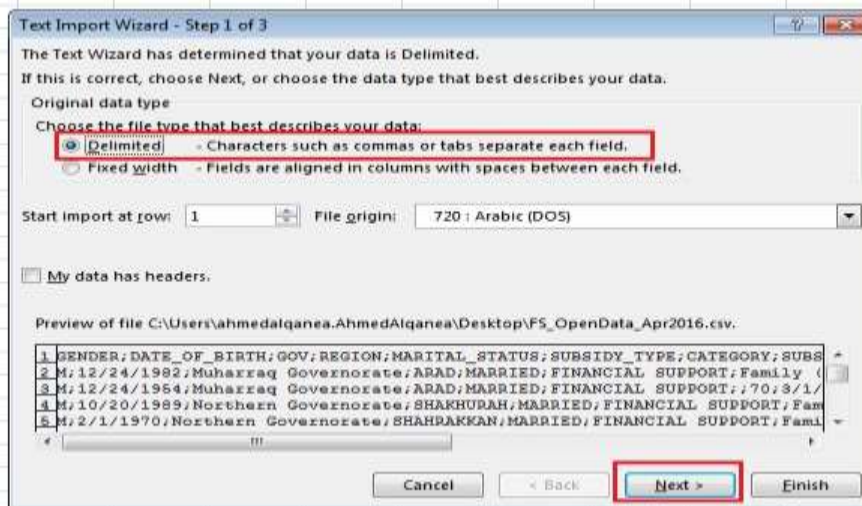 Text Import Wizard - Step 1 of 3
The Text Wizard has determined that your data is Delimited.
If this is correct, choose Next, or choose the data type that best describes your data.
Original data type
Choose the file type that best describes your data:
Delimited - Characters such as commas or tabs separate each field.
Fixed width - Fields are aligned in columns with spaces between each field.
Start import at row: 1 File origin: 720 : Arabic (DOS)
My data has headers.
Preview of file C:\Users\ahmedalqanea.AhmedAlqanea\Desktop\FS_OpenData_Apr2016.csv.
1 GENDER;DATE_OF_BIRTH;GOV;REGION;MARITAL_STATUS;SUBSIDY_TYPE;CATEGORY;SUBS
2 M;12/24/1982;Muharraq Governorate;ARAD;MARRIED;FINANCIAL SUPPORT;Family (
3 M;12/24/1964;Muharraq Governorate;ARAD;MARRIED;FINANCIAL SUPPORT;;70;3/1/
4 M;10/20/1989;Northern Governorate;SHAKHURAH;MARRIED;FINANCIAL SUPPORT;Fam
5 M;2/1/1970;Northern Governorate;SHAHRAKKAN;MARRIED;FINANCIAL SUPPORT;Fami
Cancel < Back Next > Finish